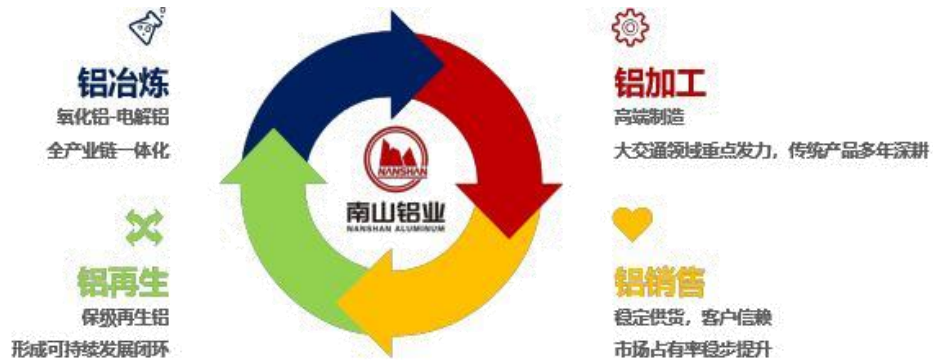 铝冶炼
氧化铝-电解铝
全产业链一体化
铝加工
高端制造
大交通领域重点发力，传统产品多年深耕
NANSHAN
南山铝业
NANSHAN ALUMINUM
铝再生
保级再生铝
形成可持续发展闭环
铝销售
稳定供货，客户信赖
市场占有率稳步提升